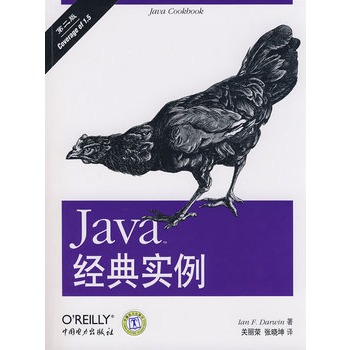 Java Cookbook
第二版
Coverage of 1.5
Java™
经典实例
O'REILLY®
中国电力出版社
Ian F. Darwin 著
关丽荣 张晓坤 译